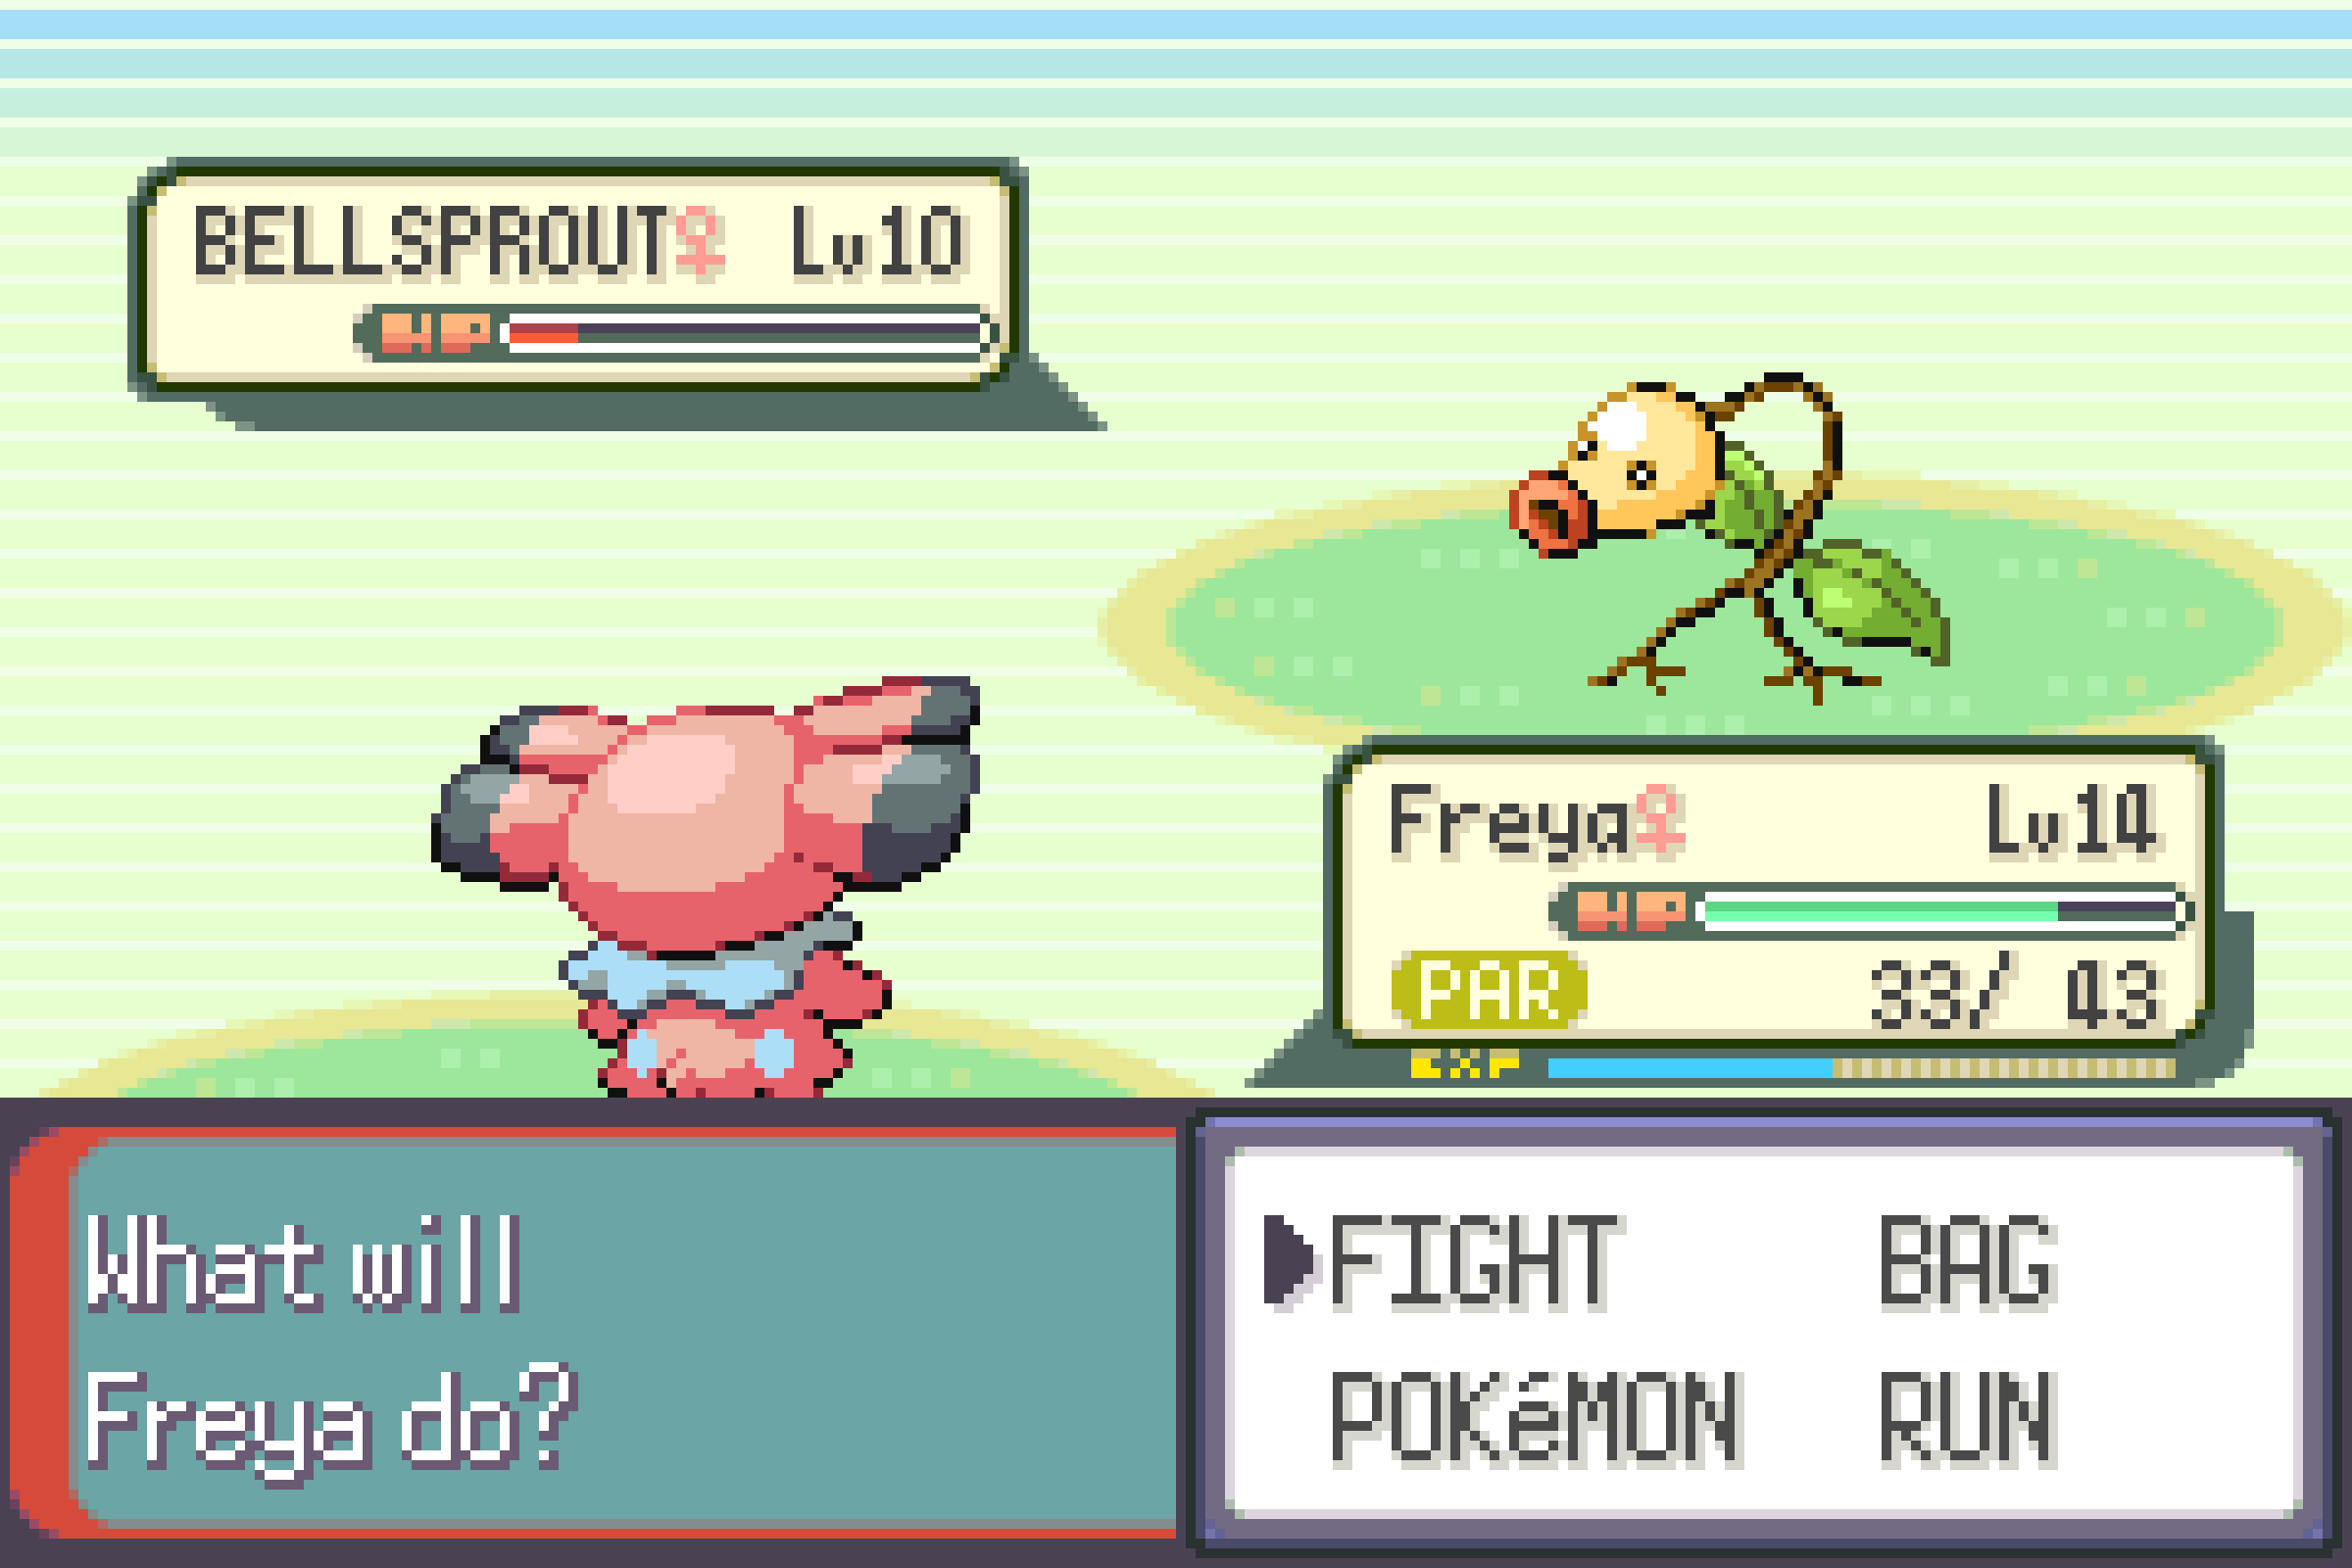 BELLSPROUT♀ Lv10
HP
Freya♀ Lv14
HP
PAR 33/ 43
EXP
What will
Freya do?
FIGHT BAG
POKéMON RUN